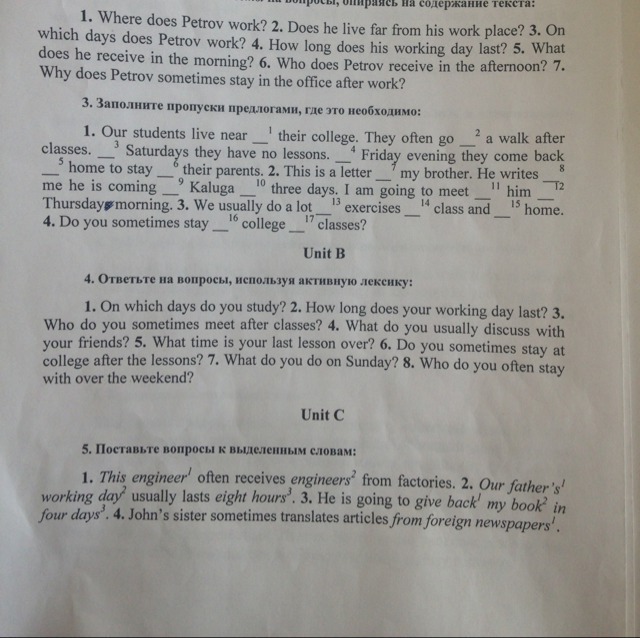 на вопросы, опираясь на содержание текста:
1. Where does Petrov work? 2. Does he live far from his work place? 3. On
which days does Petrov work? 4. How long does his working day last? 5. What
does he receive in the morning? 6. Who does Petrov receive in the afternoon? 7.
Why does Petrov sometimes stay in the office after work?
3. Заполните пропуски предлогами, где это необходимо:
1. Our students live near __¹ their college. They often go __² a walk after
classes. __³ Saturdays they have no lessons. __⁴ Friday evening they come back
__⁵ home to stay __⁶ their parents. 2. This is a letter __⁷ my brother. He writes __⁸
me he is coming __⁹ Kaluga __¹⁰ three days. I am going to meet __¹¹ him __¹²
Thursday morning. 3. We usually do a lot __¹³ exercises __¹⁴ class and __¹⁵ home.
4. Do you sometimes stay __¹⁶ college __¹⁷ classes?
Unit B
4. Ответьте на вопросы, используя активную лексику:
1. On which days do you study? 2. How long does your working day last? 3.
Who do you sometimes meet after classes? 4. What do you usually discuss with
your friends? 5. What time is your last lesson over? 6. Do you sometimes stay at
college after the lessons? 7. What do you do on Sunday? 8. Who do you often stay
with over the weekend?
Unit C
5. Поставьте вопросы к выделенным словам:
1. This engineer¹ often receives engineers² from factories. 2. Our father's¹
working day² usually lasts eight hours³. 3. He is going to give back¹ my book² in
four days³. 4. John's sister sometimes translates articles from foreign newspapers¹.